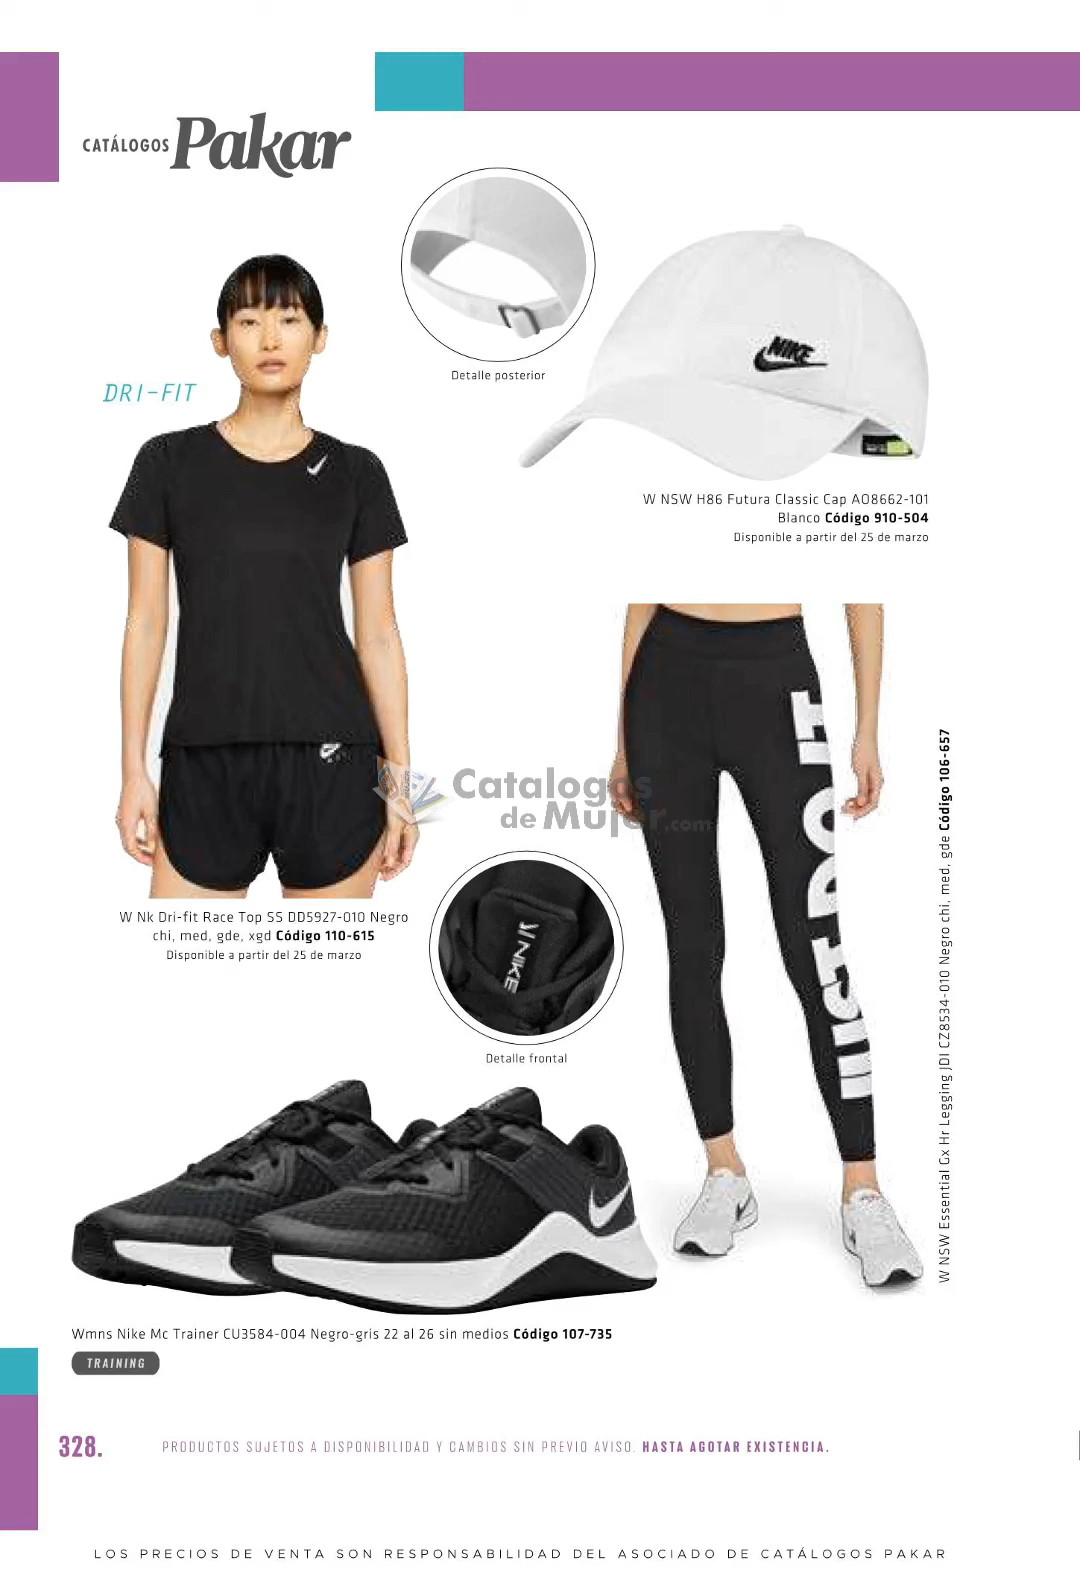 CATÁLOGOS Pakar
DRI-FIT
Detalle posterior
NIKE
W NSW H86 Futura Classic Cap AO8662-101
Blanco Código 910-504
Disponible a partir del 25 de marzo
JUST DO IT
W NSW Essential Gx Hr Legging JDI CZ8534-010 Negro chi, med, gde Código 106-657
Catalogos
de Mujer.com
W Nk Dri-fit Race Top SS DD5927-010 Negro
chi, med, gde, xgd Código 110-615
Disponible a partir del 25 de marzo
NIKE
Detalle frontal
Wmns Nike Mc Trainer CU3584-004 Negro-gris 22 al 26 sin medios Código 107-735
TRAINING
328.
PRODUCTOS SUJETOS A DISPONIBILIDAD Y CAMBIOS SIN PREVIO AVISO. HASTA AGOTAR EXISTENCIA.
LOS PRECIOS DE VENTA SON RESPONSABILIDAD DEL ASOCIADO DE CATÁLOGOS PAKAR